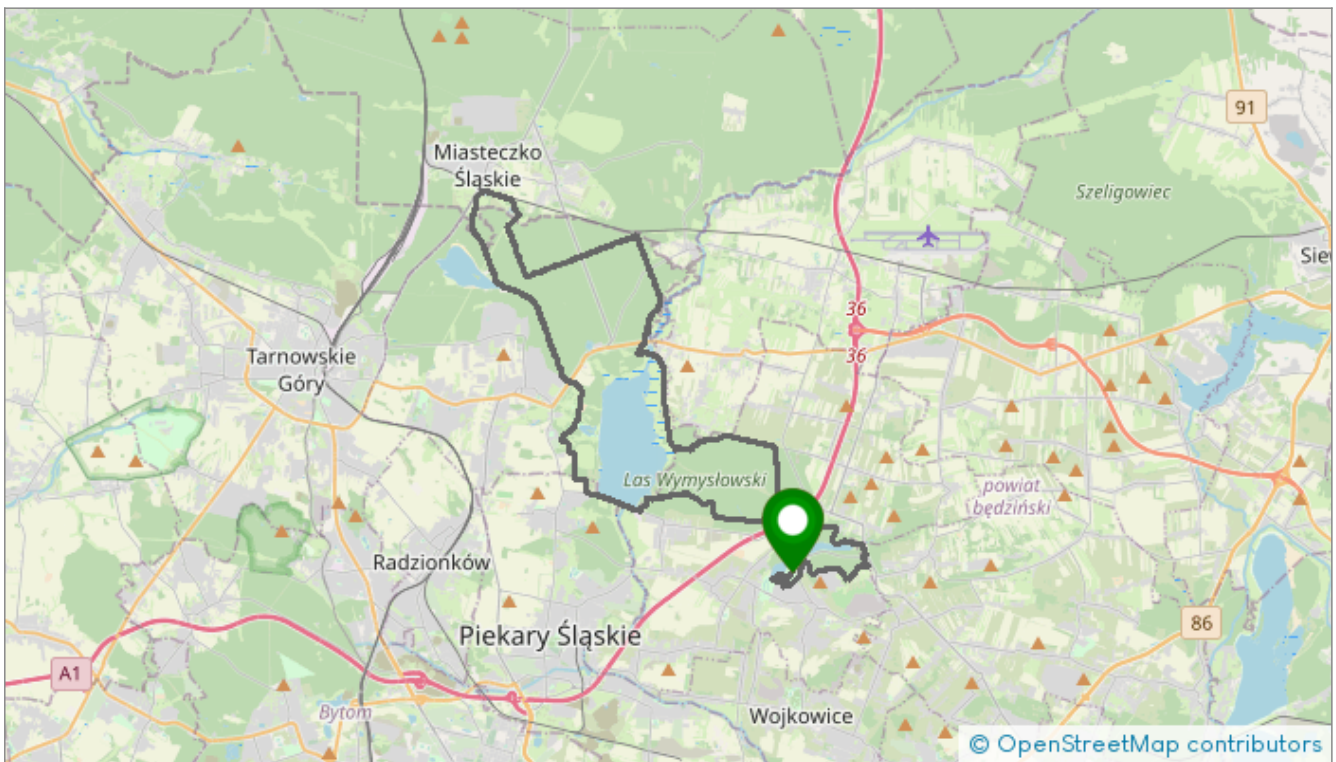 91
Miasteczko
Śląskie
Szeligowiec
36
36
Tarnowskie
Góry
Las Wymysłowski
powiat
będziński
Radzionków
86
Piekary Śląskie
A1
Bytom
Wojkowice
© OpenStreetMap contributors